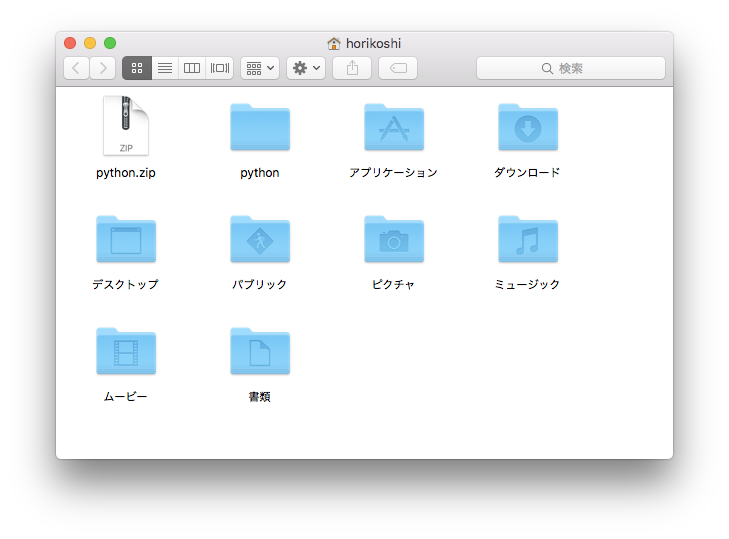 horikoshi
検索
ZIP
python.zip
python
アプリケーション
ダウンロード
デスクトップ
パブリック
ピクチャ
ミュージック
ムービー
書類